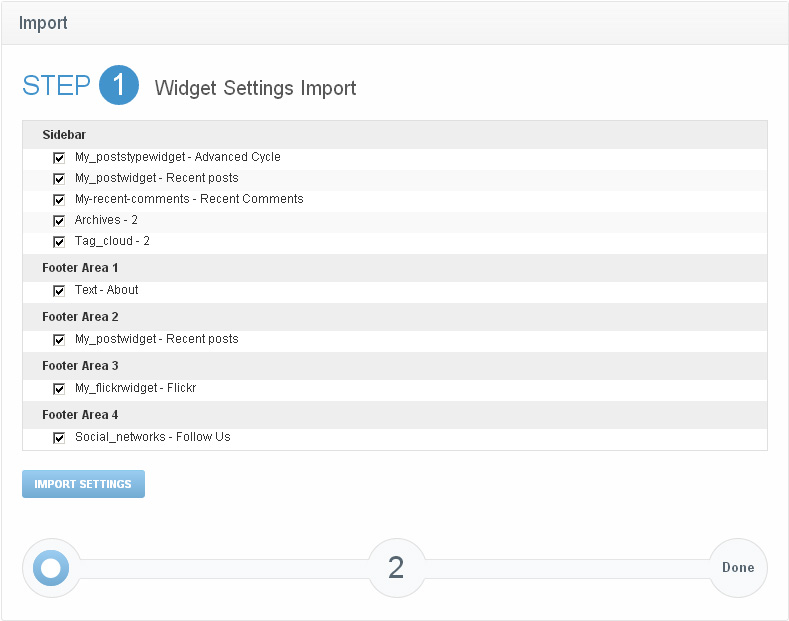 Import
STEP 1 Widget Settings Import
Sidebar
My_poststypewidget - Advanced Cycle
My_postwidget - Recent posts
My-recent-comments - Recent Comments
Archives - 2
Tag_cloud - 2
Footer Area 1
Text - About
Footer Area 2
My_postwidget - Recent posts
Footer Area 3
My_flickrwidget - Flickr
Footer Area 4
Social_networks - Follow Us
IMPORT SETTINGS
2 Done